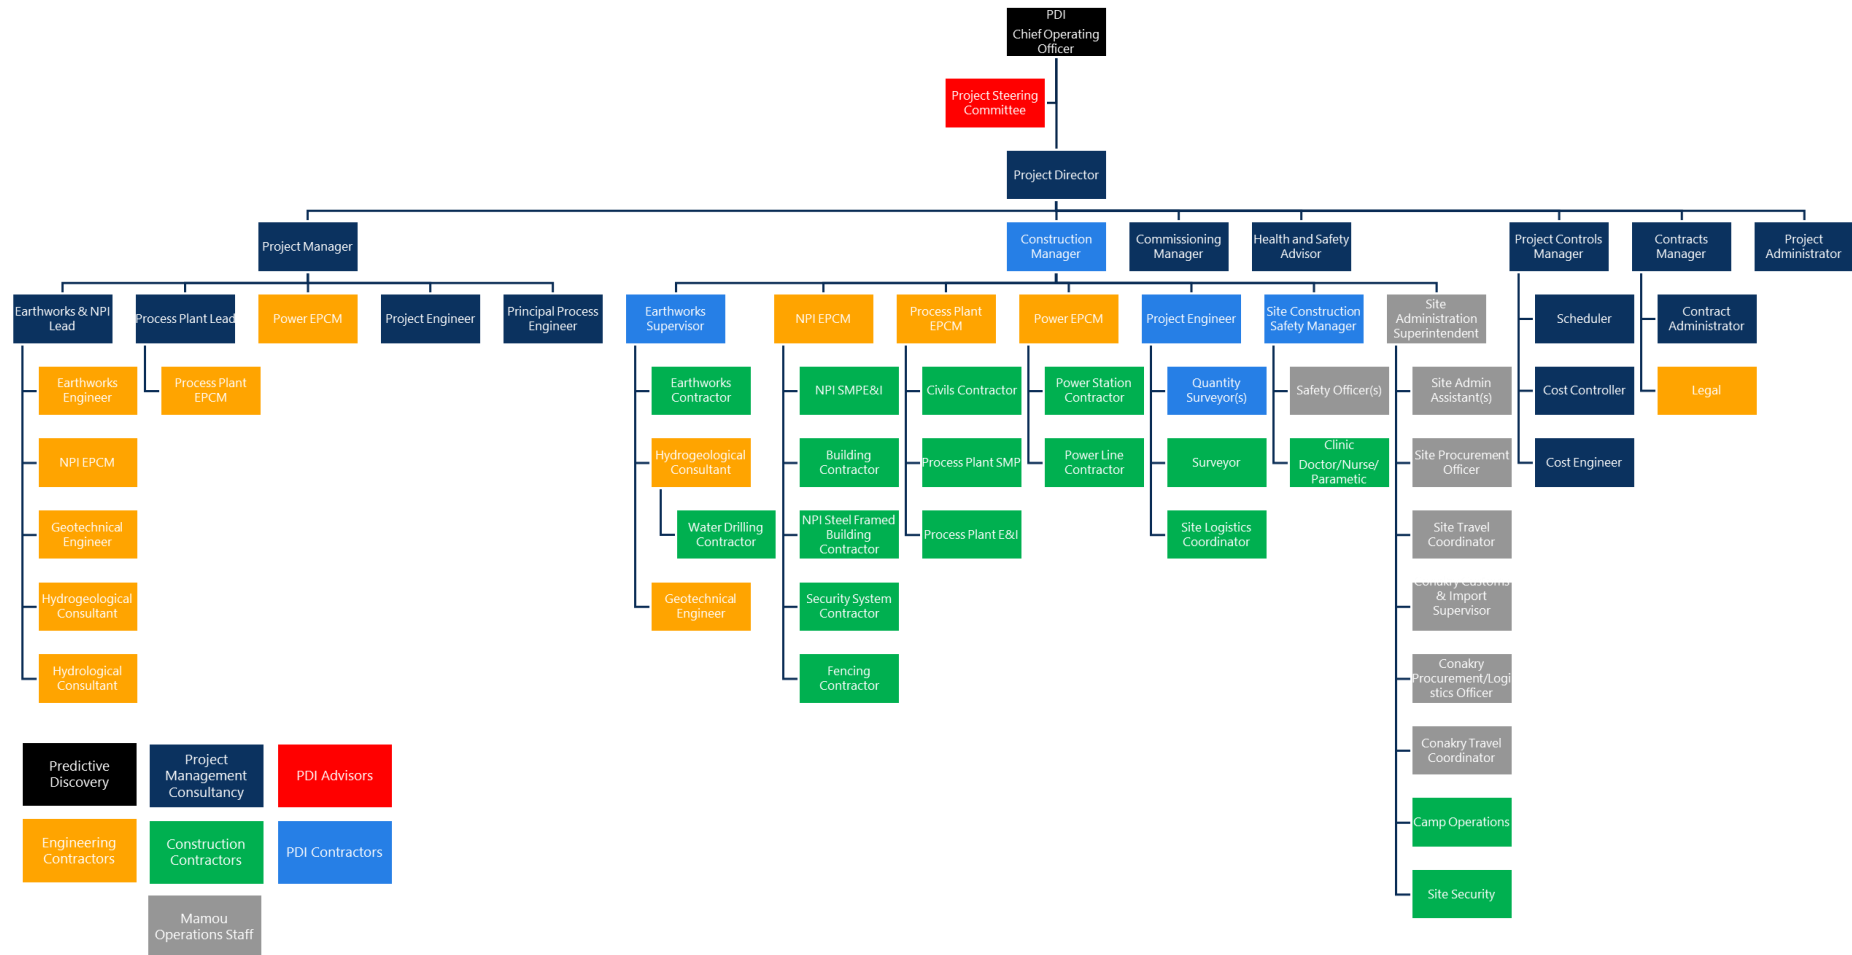 PDI
Chief Operating
Officer
Project Steering
Committee
Project Director
Project Manager
Construction
Manager
Commissioning
Manager
Health and Safety
Advisor
Project Controls
Manager
Contracts
Manager
Project
Administrator
Earthworks & NPI
Lead
Process Plant Lead
Power EPCM
Project Engineer
Principal Process
Engineer
Earthworks
Supervisor
NPI EPCM
Process Plant
EPCM
Power EPCM
Project Engineer
Site Construction
Safety Manager
Site
Administration
Superintendent
Scheduler
Contract
Administrator
Earthworks
Engineer
Process Plant
EPCM
Earthworks
Contractor
NPI SMPE&I
Civils Contractor
Power Station
Contractor
Quantity
Surveyor(s)
Safety Officer(s)
Site Admin
Assistant(s)
Cost Controller
Legal
NPI EPCM
Hydrogeological
Consultant
Building
Contractor
Process Plant SMP
Power Line
Contractor
Surveyor
Clinic
Doctor/Nurse/
Parametic
Site Procurement
Officer
Cost Engineer
Geotechnical
Engineer
Water Drilling
Contractor
NPI Steel Framed
Building
Contractor
Process Plant E&I
Site Logistics
Coordinator
Site Travel
Coordinator
Hydrogeological
Consultant
Geotechnical
Engineer
Security System
Contractor
Conakry Customs
& Import
Supervisor
Hydrological
Consultant
Fencing
Contractor
Conakry
Procurement/Logi
stics Officer
Conakry Travel
Coordinator
Camp Operations
Site Security
Predictive
Discovery
Project
Management
Consultancy
PDI Advisors
Engineering
Contractors
Construction
Contractors
PDI Contractors
Mamou
Operations Staff